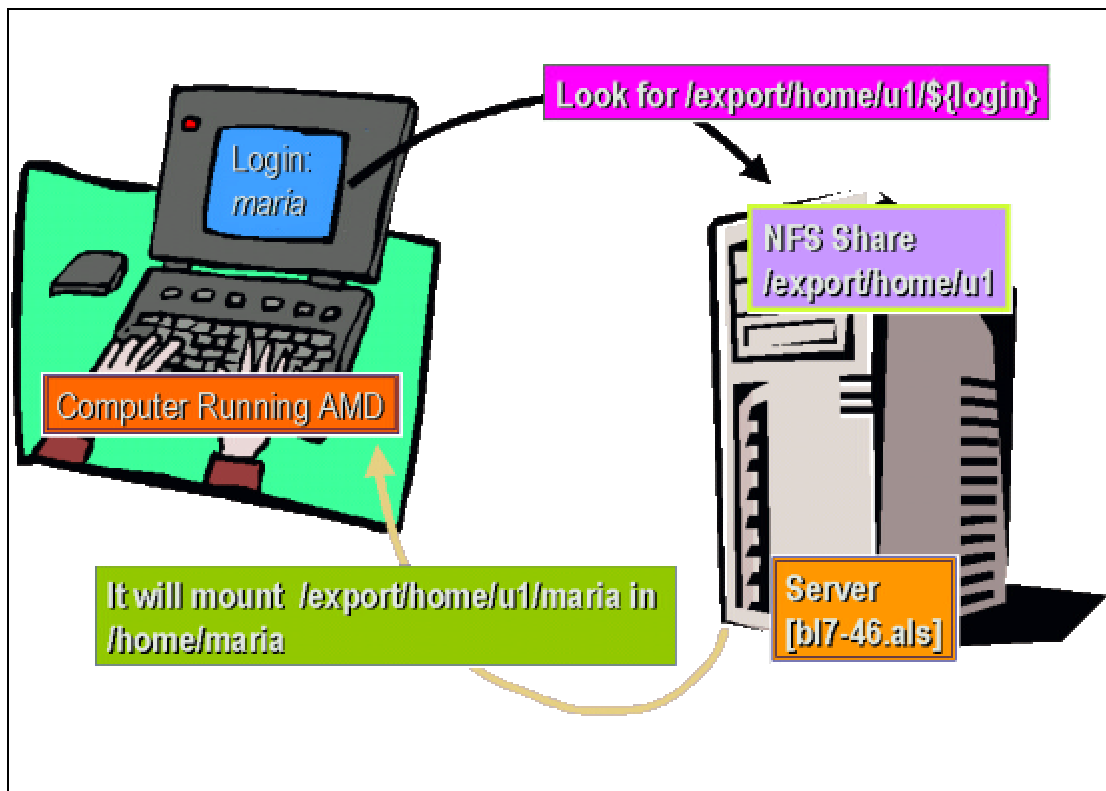 Look for /export/home/u1/${login}
Login:
maria
NFS Share
/export/home/u1
Computer Running AMD
It will mount /export/home/u1/maria in
/home/maria
Server
[bl7-46.als]